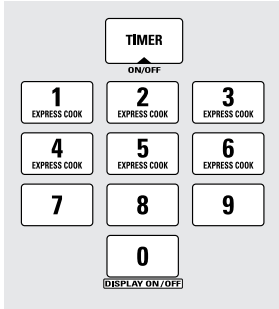 TIMER
ON/OFF
1 2 3
EXPRESS COOK EXPRESS COOK EXPRESS COOK
4 5 6
EXPRESS COOK EXPRESS COOK EXPRESS COOK
7 8 9
0
DISPLAY ON/OFF